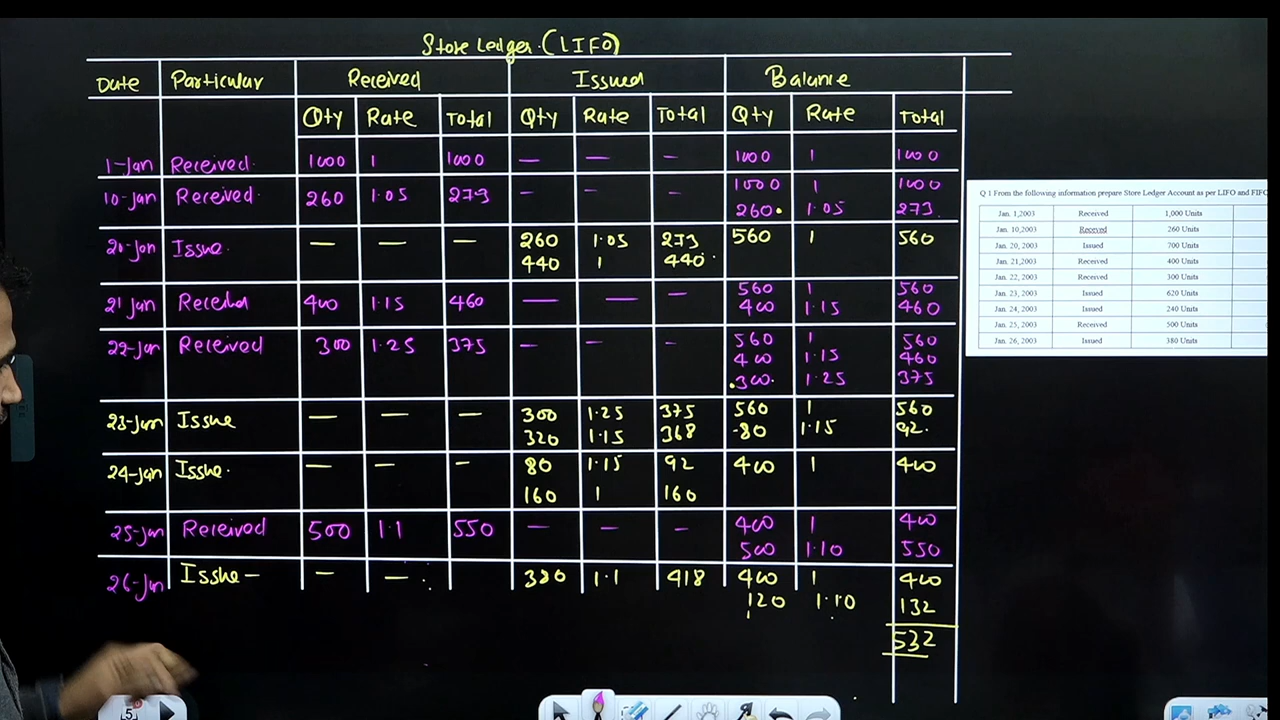 Store Ledger.(LIFO)
Date Particular Received Issued Balance
Qty Rate Total Qty Rate Total Qty Rate Total
1-Jan Received. 1000 1 1000 — — — 1000 1 1000
10-Jan Received. 260 1.05 273 — — — 1000 1 1000
260. 1.05 273.
20-Jan Issue. — — — 260 1.05 273 560 1 560
440 1 440.
21 Jan Received 400 1.15 460 — — — 560 1 560
400 1.15 460
22-Jan Received 300 1.25 375 — — — 560 1 560
400 1.15 460
.300. 1.25 375
23-Jan Issue — — — 300 1.25 375 560 1 560
320 1.15 368 80 1.15 92.
24-Jan Issue. — — — 80 1.15 92 400 1 400
160 1 160
25-Jan Received 500 1.1 550 — — — 400 1 400
500 1.10 550
26-Jan Issue — — — 380 1.1 418 400 1 400
120 1.10 132
532
Q 1 From the following information prepare Store Ledger Account as per LIFO and FIFO
Jan. 1,2003 Received 1,000 Units
Jan. 10,2003 Receved 260 Units
Jan. 20, 2003 Issued 700 Units
Jan. 21,2003 Received 400 Units
Jan. 22, 2003 Received 300 Units
Jan. 23, 2003 Issued 620 Units
Jan. 24, 2003 Issued 240 Units
Jan. 25, 2003 Received 500 Units
Jan. 26, 2003 Issued 380 Units
5